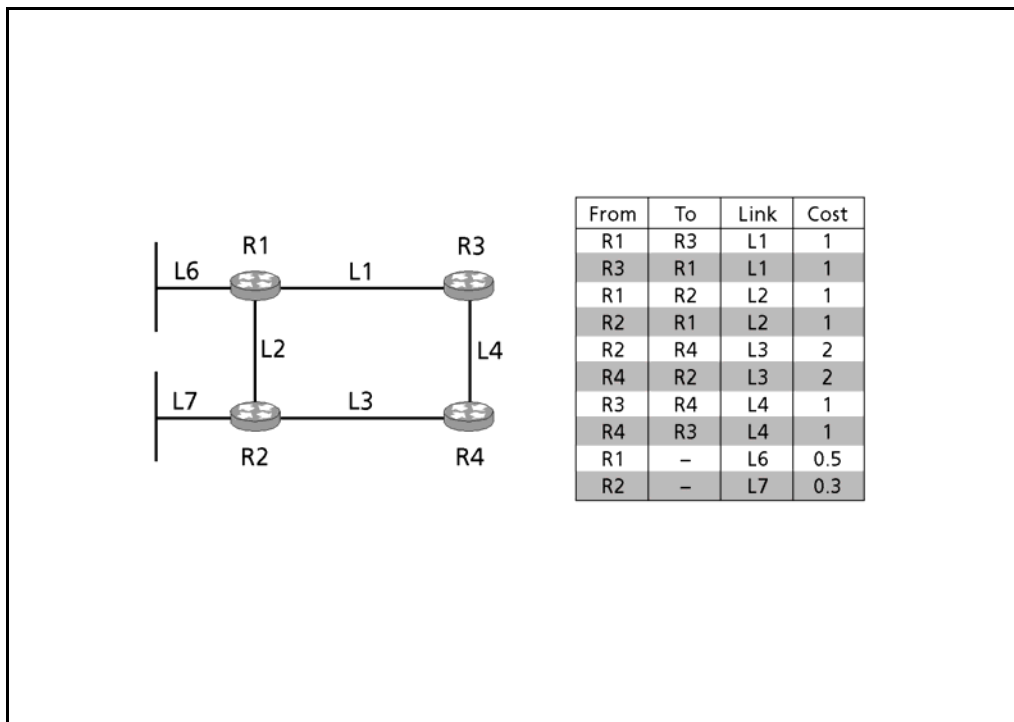 R1
R3
L6
L1
L2
L4
L7
L3
R2
R4
From To Link Cost
R1 R3 L1 1
R3 R1 L1 1
R1 R2 L2 1
R2 R1 L2 1
R2 R4 L3 2
R4 R2 L3 2
R3 R4 L4 1
R4 R3 L4 1
R1 – L6 0.5
R2 – L7 0.3